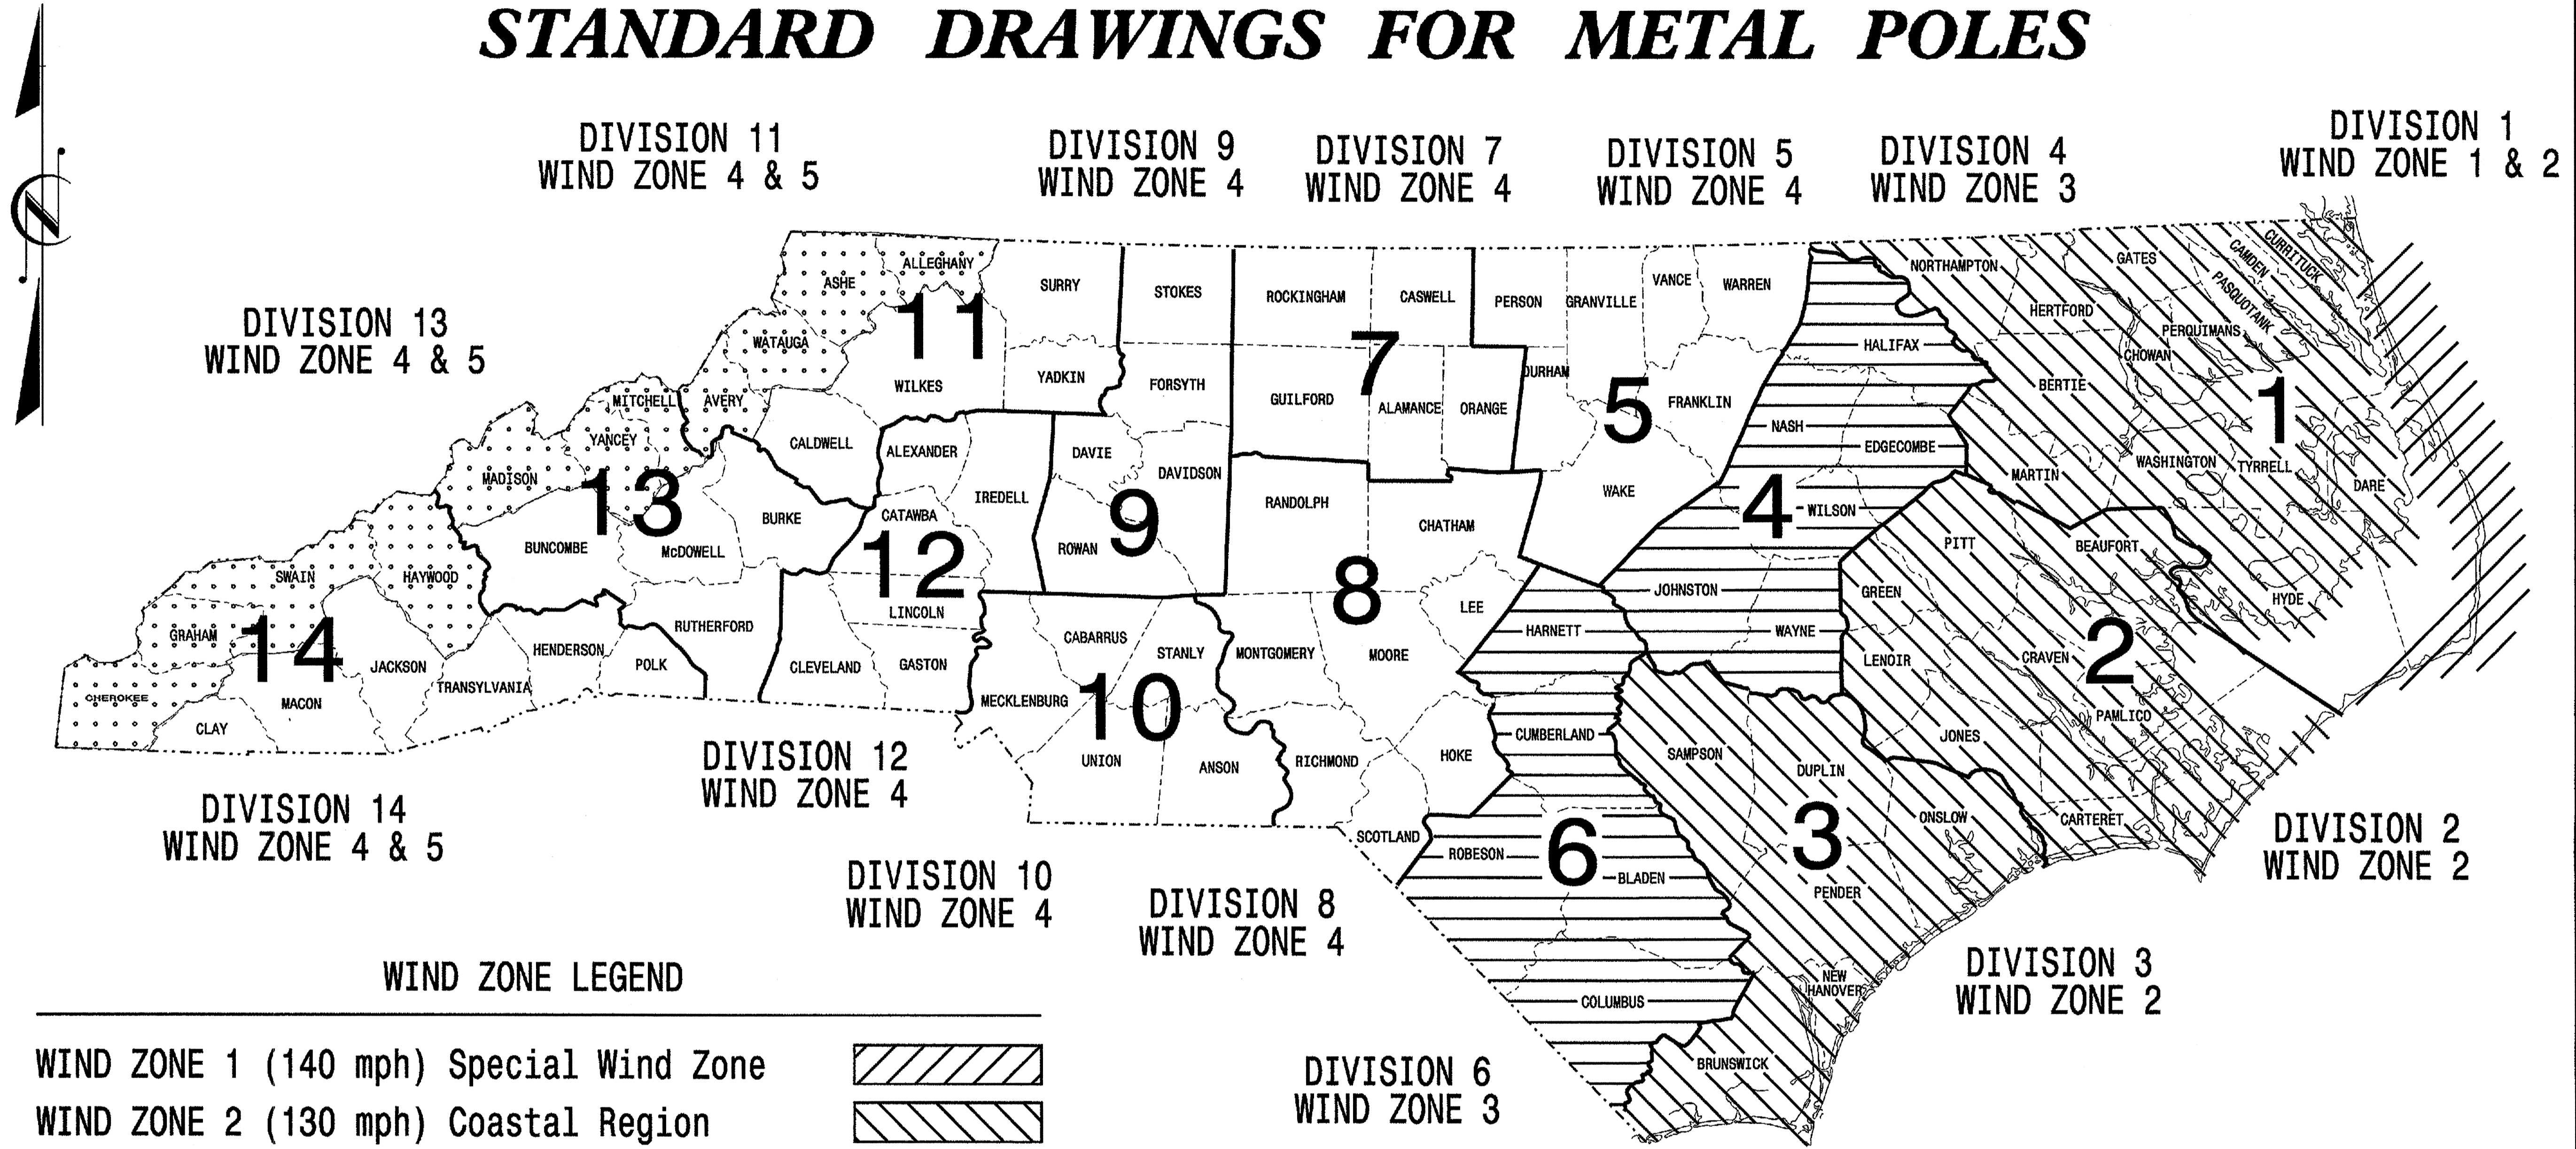 STANDARD DRAWINGS FOR METAL POLES
DIVISION 11
WIND ZONE 4 & 5
DIVISION 9
WIND ZONE 4
DIVISION 7
WIND ZONE 4
DIVISION 5
WIND ZONE 4
DIVISION 4
WIND ZONE 3
DIVISION 1
WIND ZONE 1 & 2
DIVISION 13
WIND ZONE 4 & 5
N
ASHE
ALLEGHANY
SURRY
STOKES
ROCKINGHAM
CASWELL
PERSON
GRANVILLE
VANCE
WARREN
NORTHAMPTON
GATES
CAMDEN
CURRITUCK
PASQUOTANK
HERTFORD
PERQUIMANS
CHOWAN
HALIFAX
WATAUGA
11
WILKES
YADKIN
FORSYTH
7
GUILFORD
ALAMANCE
ORANGE
DURHAM
5
FRANKLIN
BERTIE
1
MITCHELL
AVERY
YANCEY
CALDWELL
ALEXANDER
DAVIE
DAVIDSON
NASH
EDGECOMBE
MARTIN
WASHINGTON
TYRRELL
DARE
MADISON
13
BURKE
IREDELL
CATAWBA
9
RANDOLPH
CHATHAM
WAKE
4
WILSON
BUNCOMBE
McDOWELL
12
ROWAN
PITT
BEAUFORT
SWAIN
HAYWOOD
LINCOLN
8
LEE
JOHNSTON
GREEN
HYDE
GRAHAM
14
JACKSON
HENDERSON
RUTHERFORD
POLK
CLEVELAND
GASTON
CABARRUS
STANLY
MONTGOMERY
MOORE
HARNETT
WAYNE
LENOIR
CRAVEN
2
CHEROKEE
MACON
TRANSYLVANIA
MECKLENBURG
10
CLAY
UNION
ANSON
RICHMOND
HOKE
CUMBERLAND
SAMPSON
DUPLIN
JONES
PAMLICO
SCOTLAND
ROBESON
6
BLADEN
3
ONSLOW
CARTERET
PENDER
COLUMBUS
NEW
HANOVER
BRUNSWICK
DIVISION 12
WIND ZONE 4
DIVISION 14
WIND ZONE 4 & 5
DIVISION 10
WIND ZONE 4
DIVISION 8
WIND ZONE 4
DIVISION 2
WIND ZONE 2
DIVISION 3
WIND ZONE 2
DIVISION 6
WIND ZONE 3
WIND ZONE LEGEND
WIND ZONE 1 (140 mph) Special Wind Zone
WIND ZONE 2 (130 mph) Coastal Region